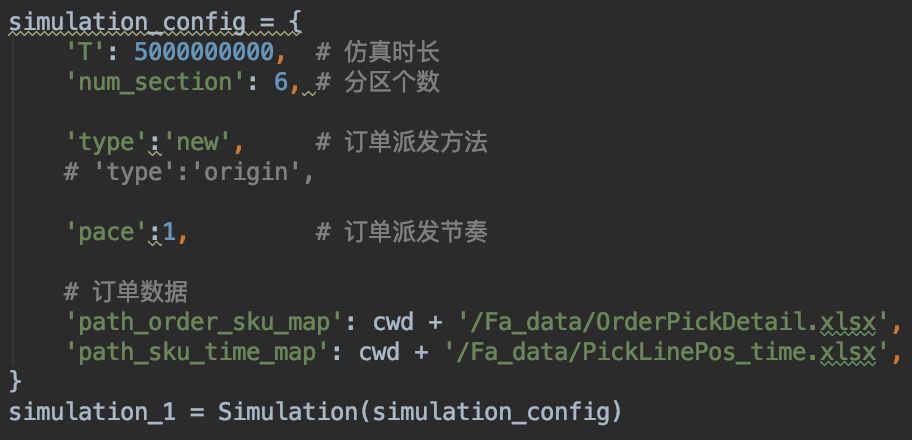 simulation_config = {
    'T': 5000000000,  # 仿真时长
    'num_section': 6, # 分区个数
    'type':'new',     # 订单派发方法
    # 'type':'origin',
    'pace':1,         # 订单派发节奏
    # 订单数据
    'path_order_sku_map': cwd + '/Fa_data/OrderPickDetail.xlsx',
    'path_sku_time_map': cwd + '/Fa_data/PickLinePos_time.xlsx',
}
simulation_1 = Simulation(simulation_config)